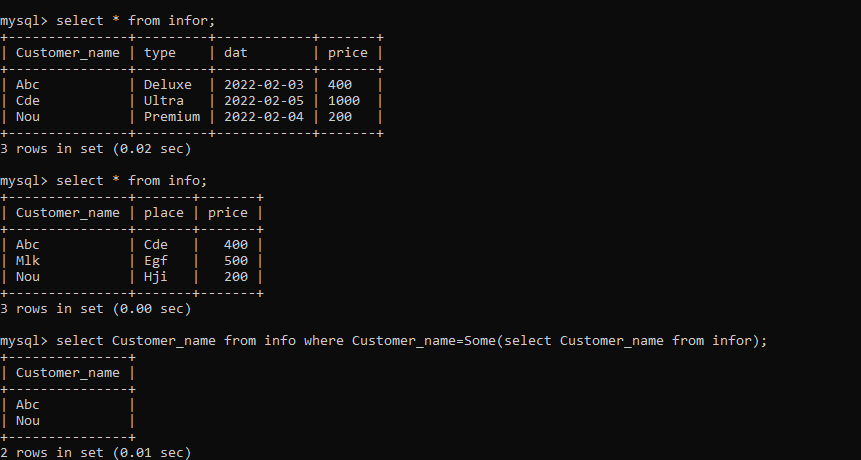 mysql> select * from infor;
+---------------+---------+------------+-------+
| Customer_name | type    | dat        | price |
+---------------+---------+------------+-------+
| Abc           | Deluxe  | 2022-02-03 | 400   |
| Cde           | Ultra   | 2022-02-05 | 1000  |
| Nou           | Premium | 2022-02-04 | 200   |
+---------------+---------+------------+-------+
3 rows in set (0.02 sec)
mysql> select * from info;
+---------------+-------+-------+
| Customer_name | place | price |
+---------------+-------+-------+
| Abc           | Cde   |   400 |
| Mlk           | Egf   |   500 |
| Nou           | Hji   |   200 |
+---------------+-------+-------+
3 rows in set (0.00 sec)
mysql> select Customer_name from info where Customer_name=Some(select Customer_name from infor);
+---------------+
| Customer_name |
+---------------+
| Abc           |
| Nou           |
+---------------+
2 rows in set (0.01 sec)